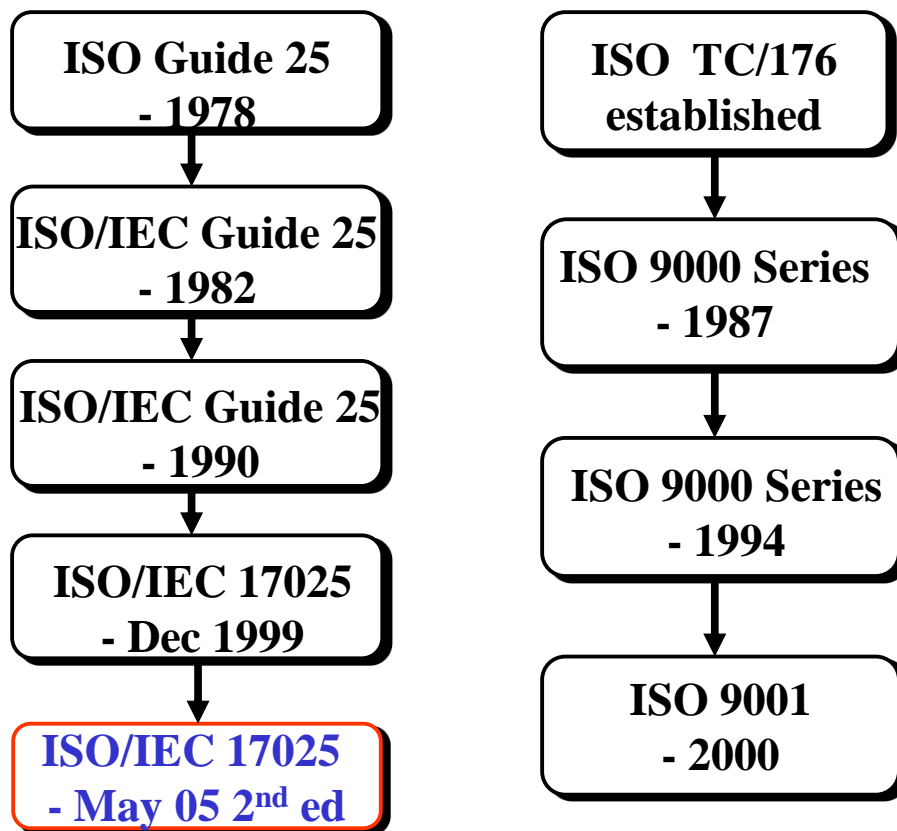 ISO Guide 25
- 1978
ISO/IEC Guide 25
- 1982
ISO/IEC Guide 25
- 1990
ISO/IEC 17025
- Dec 1999
ISO/IEC 17025
- May 05 2nd ed
ISO TC/176
established
ISO 9000 Series
- 1987
ISO 9000 Series
- 1994
ISO 9001
- 2000